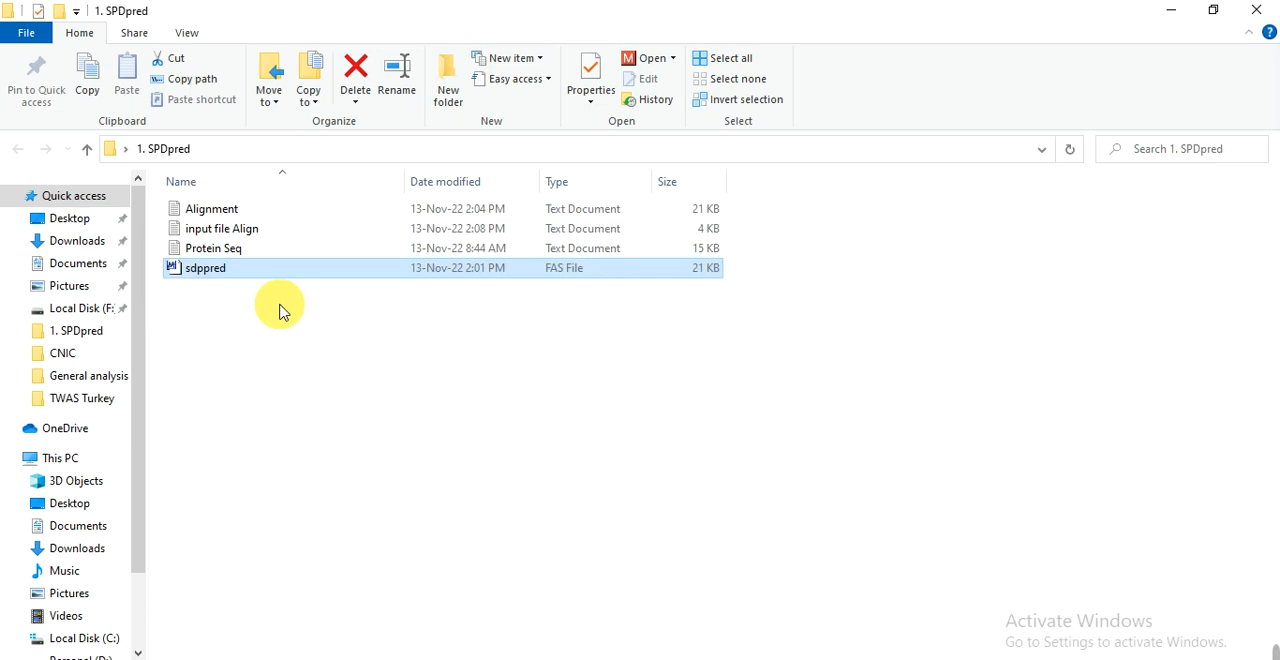 1. SPDpred
File Home Share View
Pin to Quick access
Copy
Paste
Cut
Copy path
Paste shortcut
Clipboard
Move to
Copy to
Delete
Rename
Organize
New folder
New item
Easy access
New
Properties
Open
Edit
History
Open
Select all
Select none
Invert selection
Select
1. SPDpred
Search 1. SPDpred
Name Date modified Type Size
Alignment 13-Nov-22 2:04 PM Text Document 21 KB
input file Align 13-Nov-22 2:08 PM Text Document 4 KB
Protein Seq 13-Nov-22 8:44 AM Text Document 15 KB
sdppred 13-Nov-22 2:01 PM FAS File 21 KB
Quick access
Desktop
Downloads
Documents
Pictures
Local Disk (F:
1. SPDpred
CNIC
General analysis
TWAS Turkey
OneDrive
This PC
3D Objects
Desktop
Documents
Downloads
Music
Pictures
Videos
Local Disk (C:)
Activate Windows
Go to Settings to activate Windows.